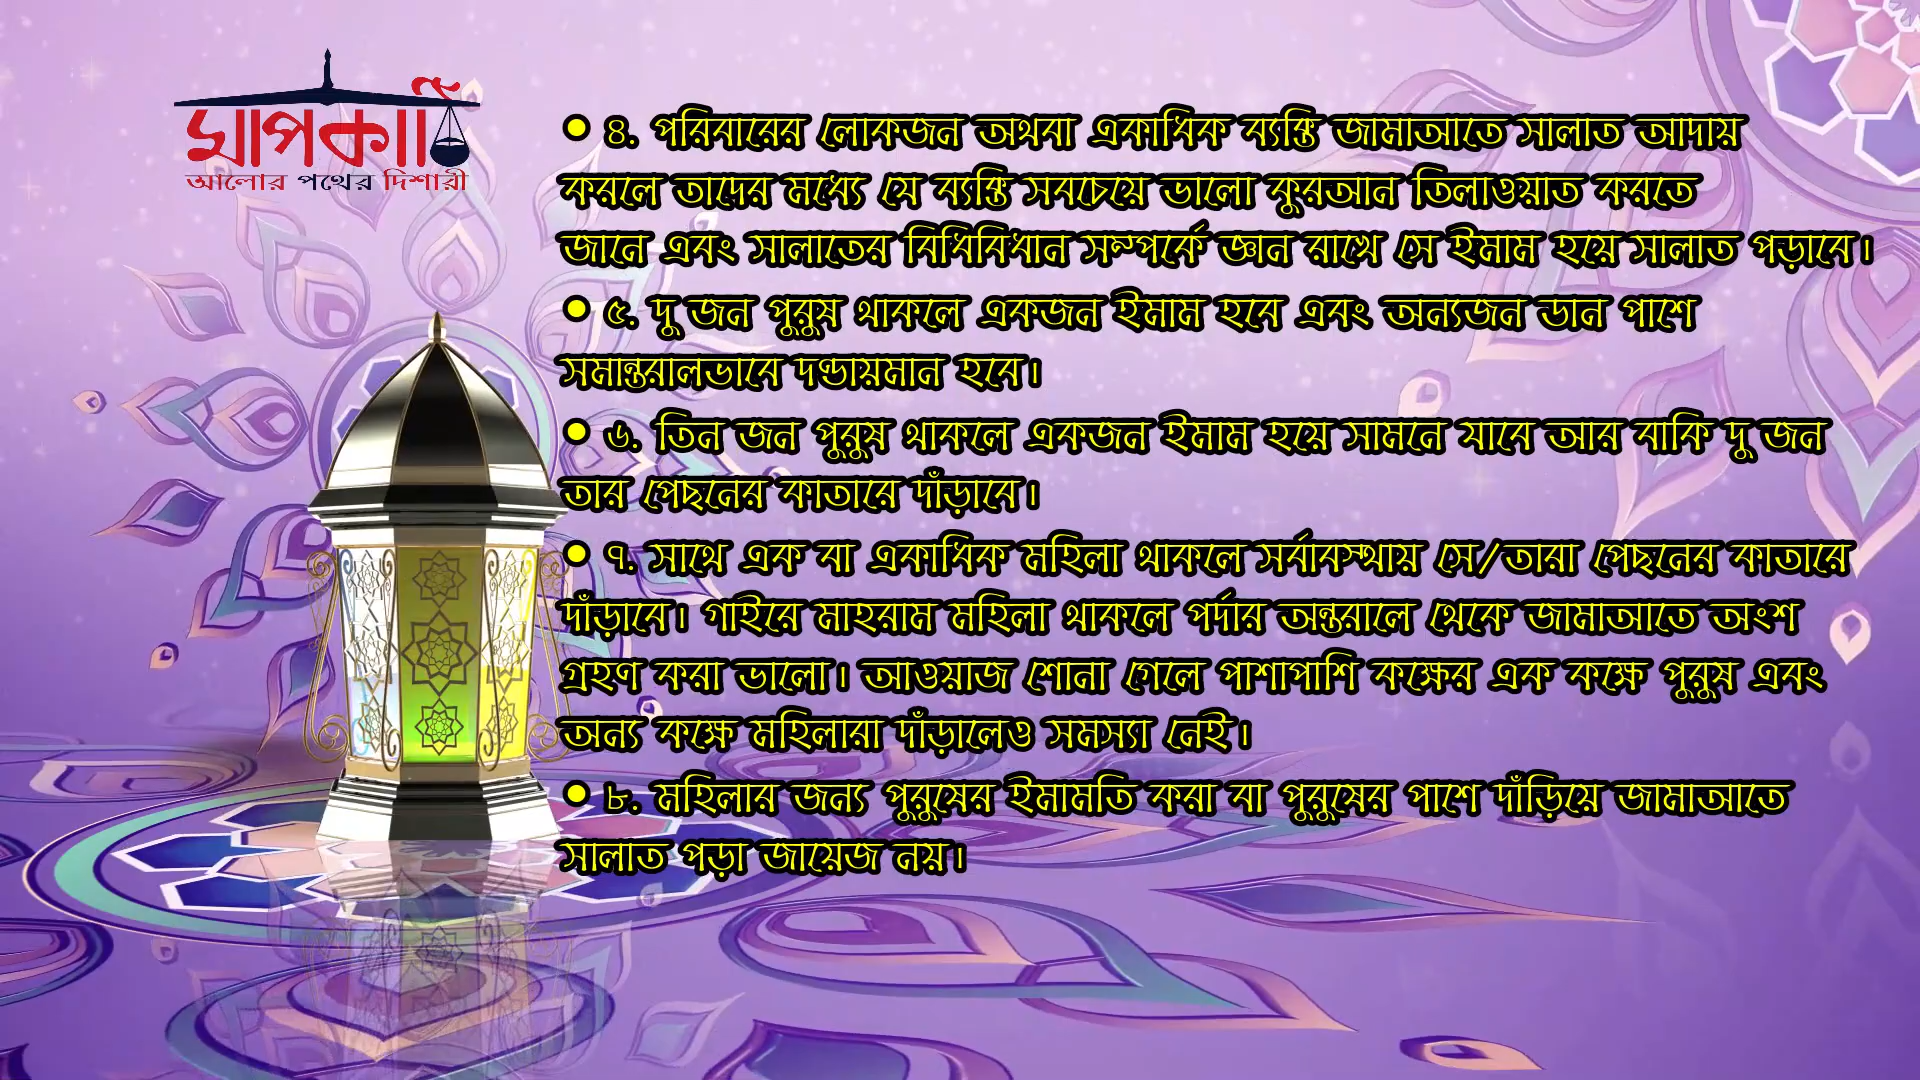 মাপকাঠি
আলোর পথের দিশারী
• ৪. পরিবারের লোকজন অথবা একাধিক ব্যক্তি জামাআতে সালাত আদায়
করলে তাদের মধ্যে যে ব্যক্তি সবচেয়ে ভালো কুরআন তিলাওয়াত করতে
জানে এবং সালাতের বিধিবিধান সম্পর্কে জ্ঞান রাখে সে ইমাম হয়ে সালাত পড়াবে।
• ৫. দু জন পুরুষ থাকলে একজন ইমাম হবে এবং অন্যজন ডান পাশে
সমান্তরালভাবে দণ্ডায়মান হবে।
• ৬. তিন জন পুরুষ থাকলে একজন ইমাম হয়ে সামনে যাবে আর বাকি দু জন
তার পেছনের কাতারে দাঁড়াবে।
• ৭. সাথে এক বা একাধিক মহিলা থাকলে সর্বাবস্থায় সে/তারা পেছনের কাতারে
দাঁড়াবে। গাইরে মাহরাম মহিলা থাকলে পর্দার অন্তরালে থেকে জামাআতে অংশ
গ্রহণ করা ভালো। আওয়াজ শোনা গেলে পাশাপাশি কক্ষের এক কক্ষে পুরুষ এবং
অন্য কক্ষে মহিলারা দাঁড়ালেও সমস্যা নেই।
• ৮. মহিলার জন্য পুরুষের ইমামতি করা বা পুরুষের পাশে দাঁড়িয়ে জামাআতে
সালাত পড়া জায়েজ নয়।